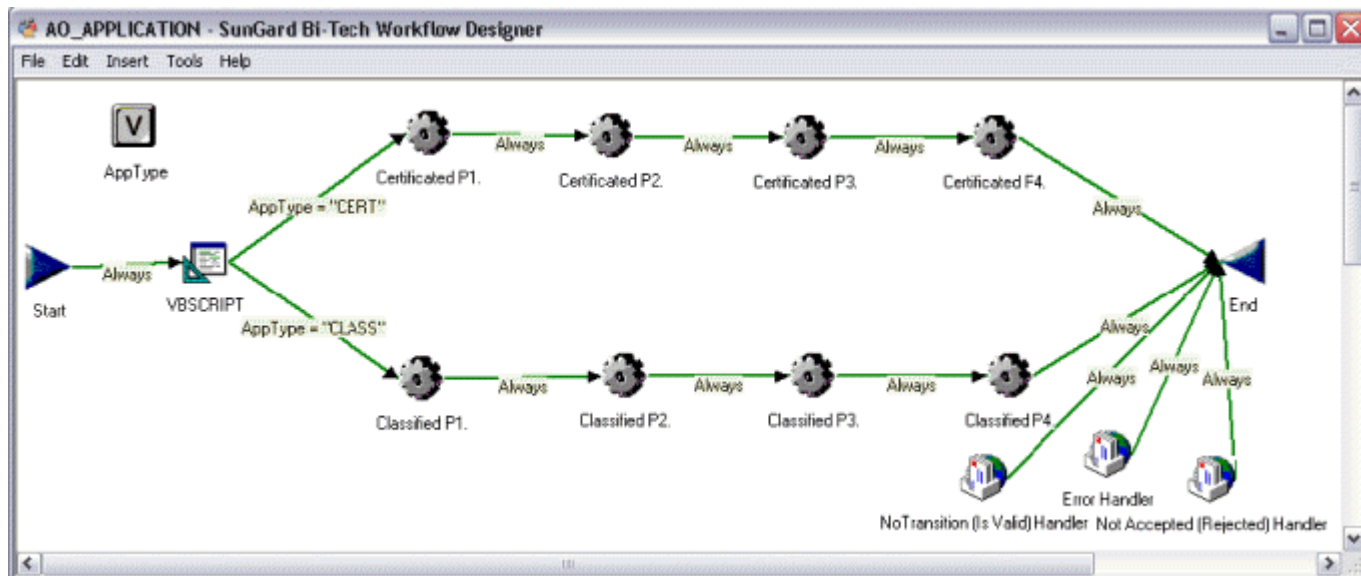 AO_APPLICATION - SunGard Bi-Tech Workflow Designer
File Edit Insert Tools Help
V
AppType
Always
Always
Always
Certificated P1.
Certificated P2.
Certificated P3.
Certificated F4.
AppType = "CERT"
Always
Always
Start
VBSCRIPT
End
AppType = "CLASS"
Always
Always
Always
Always
Always
Always
Always
Classified P1.
Classified P2.
Classified P3.
Classified P4.
Error Handler
NoTransition (Is Valid) Handler
Not Accepted (Rejected) Handler